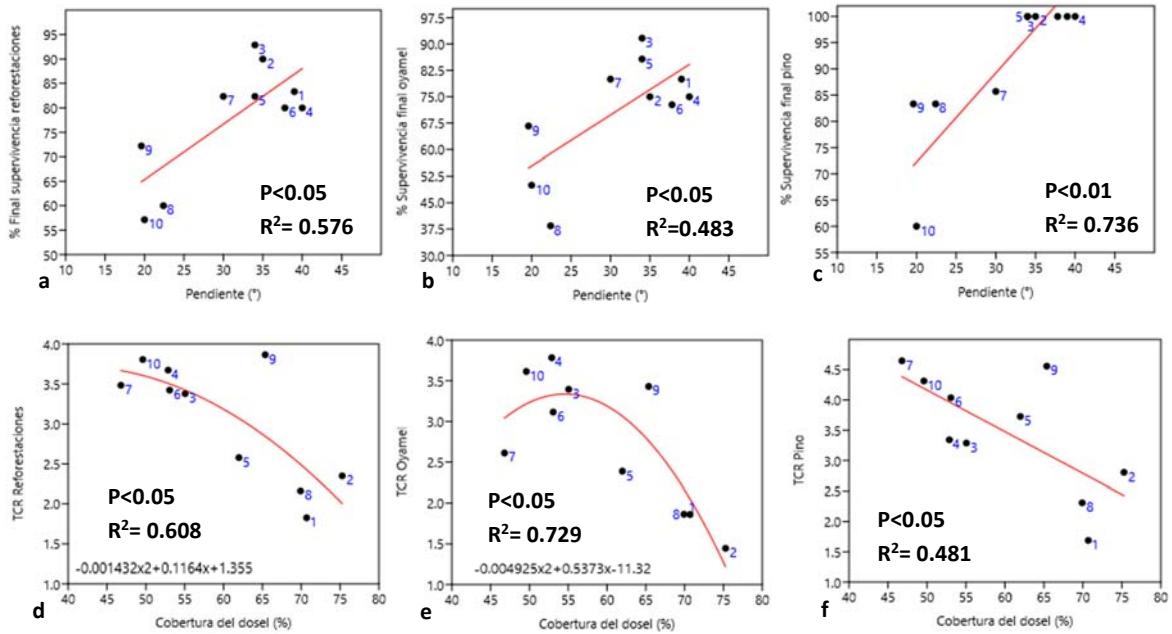 % Final supervivencia reforestaciones
95
90
85
80
75
70
65
60
55
50
3
2
7
5
1
6
4
9
8
10
P<0.05
R²= 0.576
10 15 20 25 30 35 40 45
a
Pendiente (°)
% Supervivencia final oyamel
97.5
90.0
82.5
75.0
67.5
60.0
52.5
45.0
37.5
30.0
3
5
7
1
2
4
6
9
10
8
P<0.05
R²=0.483
10 15 20 25 30 35 40 45
b
Pendiente (°)
% Supervivencia final pino
100
95
90
85
80
75
70
65
60
55
5
3
2
4
7
9
8
10
P<0.01
R²= 0.736
10 15 20 25 30 35 40 45
c
Pendiente (°)
TCR Reforestaciones
4.0
3.5
3.0
2.5
2.0
1.5
1.0
10
4
9
7
6
3
5
2
8
1
P<0.05
R²= 0.608
-0.001432x2+0.1164x+1.355
40 45 50 55 60 65 70 75 80
d
Cobertura del dosel (%)
TCR Oyamel
4.0
3.5
3.0
2.5
2.0
1.5
1.0
4
10
3
9
6
7
5
8
1
2
P<0.05
R²= 0.729
-0.004925x2+0.5373x-11.32
40 45 50 55 60 65 70 75 80
e
Cobertura del dosel (%)
TCR Pino
4.5
4.0
3.5
3.0
2.5
2.0
1.5
1.0
7
9
10
6
5
4
3
2
8
1
P<0.05
R²= 0.481
40 45 50 55 60 65 70 75 80
f
Cobertura del dosel (%)